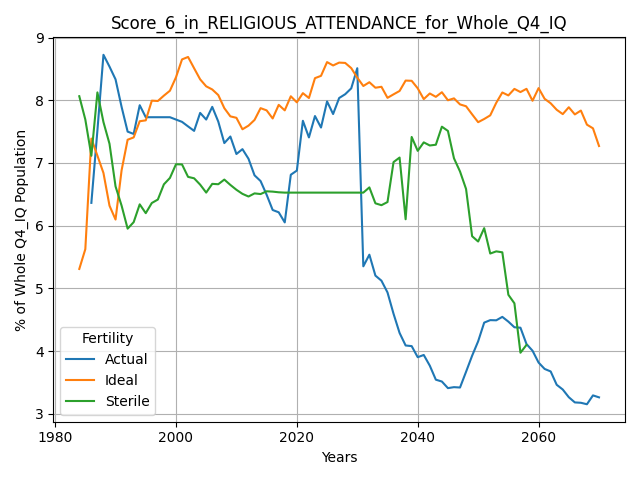 Score_6_in_RELIGIOUS_ATTENDANCE_for_Whole_Q4_IQ
% of Whole Q4_IQ Population
9
8
7
6
5
4
3
Fertility
Actual
Ideal
Sterile
1980 2000 2020 2040 2060
Years